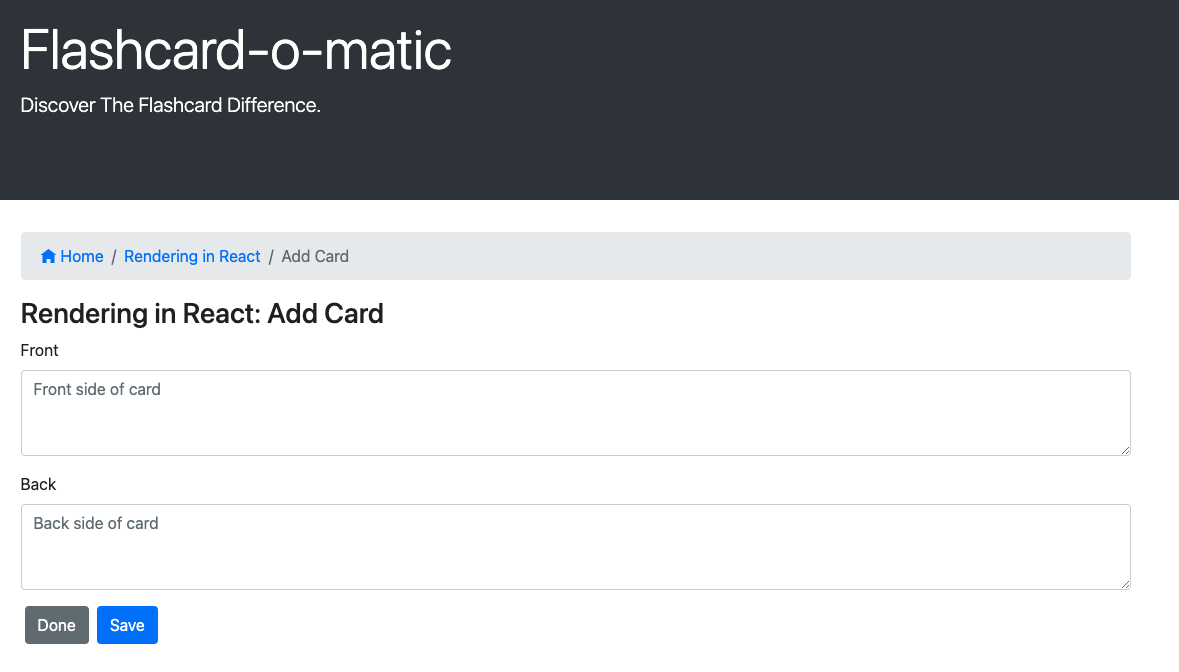 Flashcard-o-matic
Discover The Flashcard Difference.
Home / Rendering in React / Add Card
Rendering in React: Add Card
Front
Front side of card
Back
Back side of card
Done Save